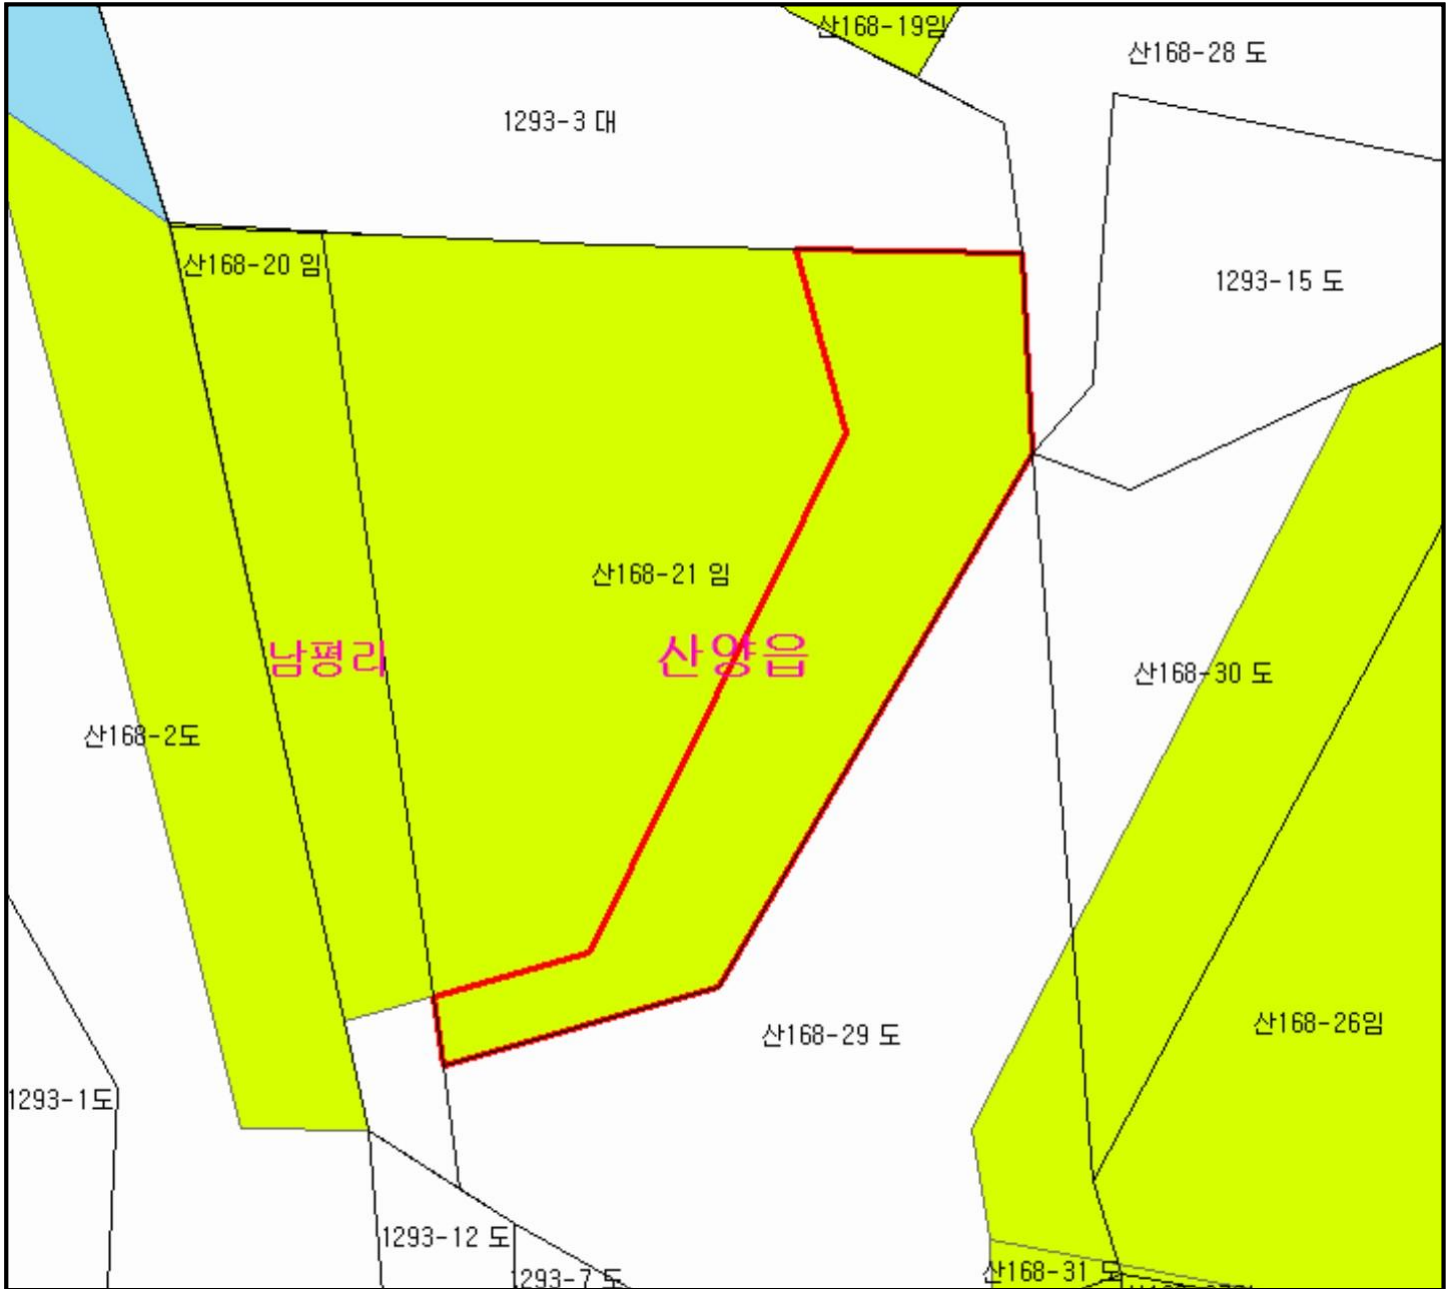 산168-19임
산168-28 도
1293-3 대
산168-20 임
1293-15 도
산168-21 임
남평리
산양읍
산168-30 도
산168-2도
산168-26임
산168-29 도
1293-1도
1293-12 도
산168-31 도
1293-7 도